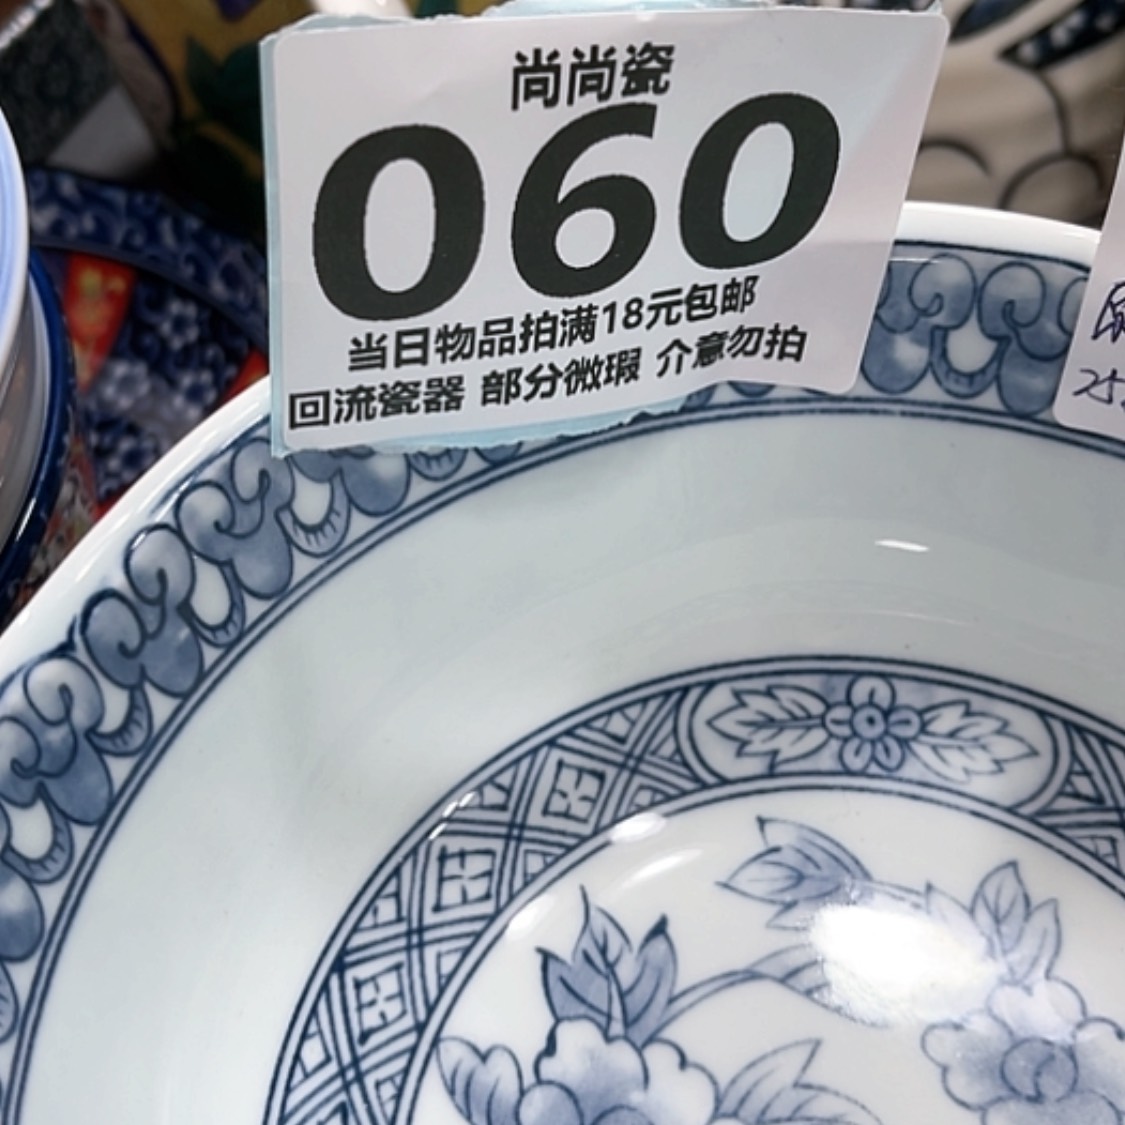 尚尚瓷
060
当日物品拍满18元包邮
回流瓷器 部分微瑕 介意勿拍